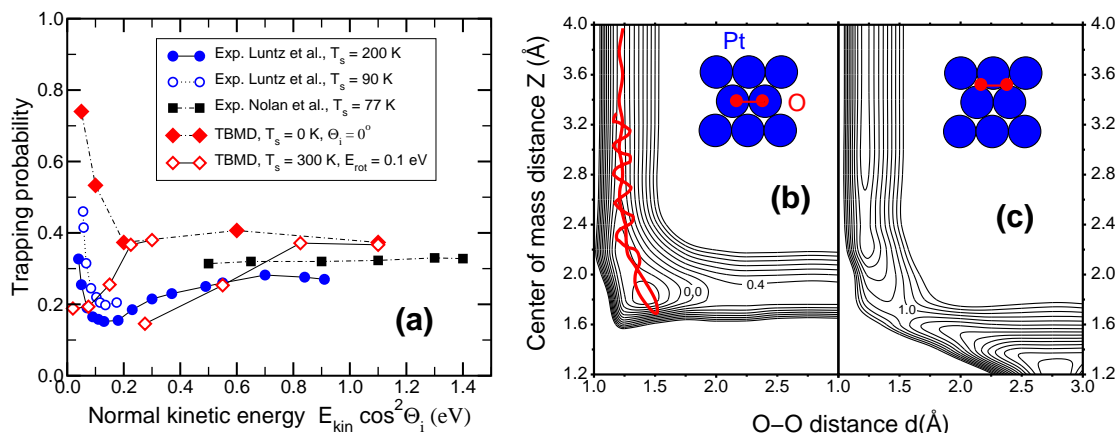 1.0
0.8
0.6
0.4
0.2
0.0
0.0 0.2 0.4 0.6 0.8 1.0 1.2 1.4
Trapping probability
Normal kinetic energy E_kin cos²Θ_i (eV)
Exp. Luntz et al., T_s = 200 K
Exp. Luntz et al., T_s = 90 K
Exp. Nolan et al., T_s = 77 K
TBMD, T_s = 0 K, Θ_i = 0°
TBMD, T_s = 300 K, E_rot = 0.1 eV
(a)
Center of mass distance Z (Å)
4.0
3.6
3.2
2.8
2.4
2.0
1.6
1.2
1.0 1.5 2.0 2.5
Pt
O
(b)
0.0
0.4
(c)
1.0
1.0 1.5 2.0 2.5 3.0
4.0
3.6
3.2
2.8
2.4
2.0
1.6
1.2
O–O distance d(Å)